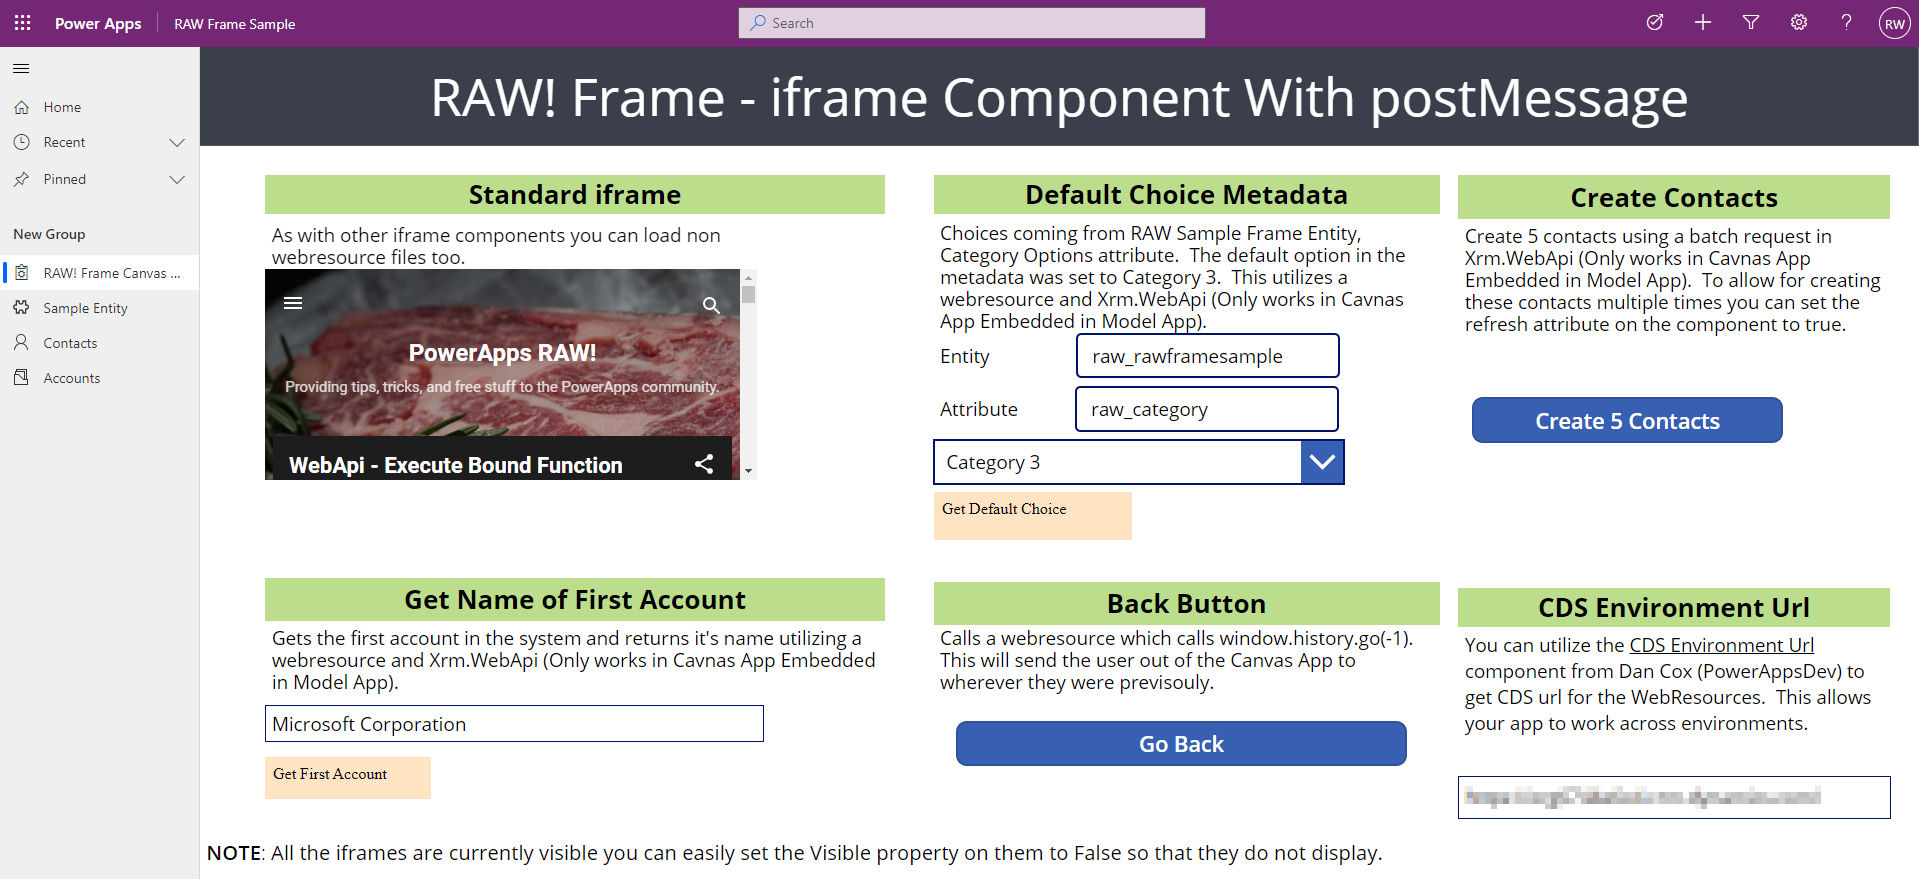 Power Apps
RAW Frame Sample
Search
RW
Home
Recent
Pinned
New Group
RAW! Frame Canvas ...
Sample Entity
Contacts
Accounts
RAW! Frame - iframe Component With postMessage
Standard iframe
As with other iframe components you can load non
webresource files too.
PowerApps RAW!
Providing tips, tricks, and free stuff to the PowerApps community.
WebApi - Execute Bound Function
Default Choice Metadata
Choices coming from RAW Sample Frame Entity,
Category Options attribute.  The default option in the
metadata was set to Category 3.  This utilizes a
webresource and Xrm.WebApi (Only works in Cavnas
App Embedded in Model App).
Entity
raw_rawframesample
Attribute
raw_category
Category 3
Get Default Choice
Create Contacts
Create 5 contacts using a batch request in
Xrm.WebApi (Only works in Cavnas App
Embedded in Model App).  To allow for creating
these contacts multiple times you can set the
refresh attribute on the component to true.
Create 5 Contacts
Get Name of First Account
Gets the first account in the system and returns it's name utilizing a
webresource and Xrm.WebApi (Only works in Cavnas App Embedded
in Model App).
Microsoft Corporation
Get First Account
Back Button
Calls a webresource which calls window.history.go(-1).
This will send the user out of the Canvas App to
wherever they were previsouly.
Go Back
CDS Environment Url
You can utilize the CDS Environment Url
component from Dan Cox (PowerAppsDev) to
get CDS url for the WebResources.  This allows
your app to work across environments.
NOTE: All the iframes are currently visible you can easily set the Visible property on them to False so that they do not display.